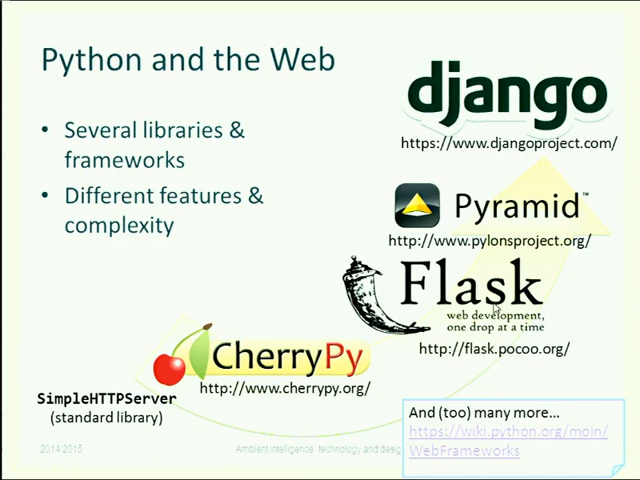 Python and the Web
• Several libraries &
frameworks
• Different features &
complexity
django
https://www.djangoproject.com/
Pyramid™
http://www.pylonsproject.org/
Flask
web development,
one drop at a time
http://flask.pocoo.org/
CherryPy
http://www.cherrypy.org/
SimpleHTTPServer
(standard library)
And (too) many more...
https://wiki.python.org/moin/
WebFrameworks
2014-2015
Ambient intelligence: technology and design